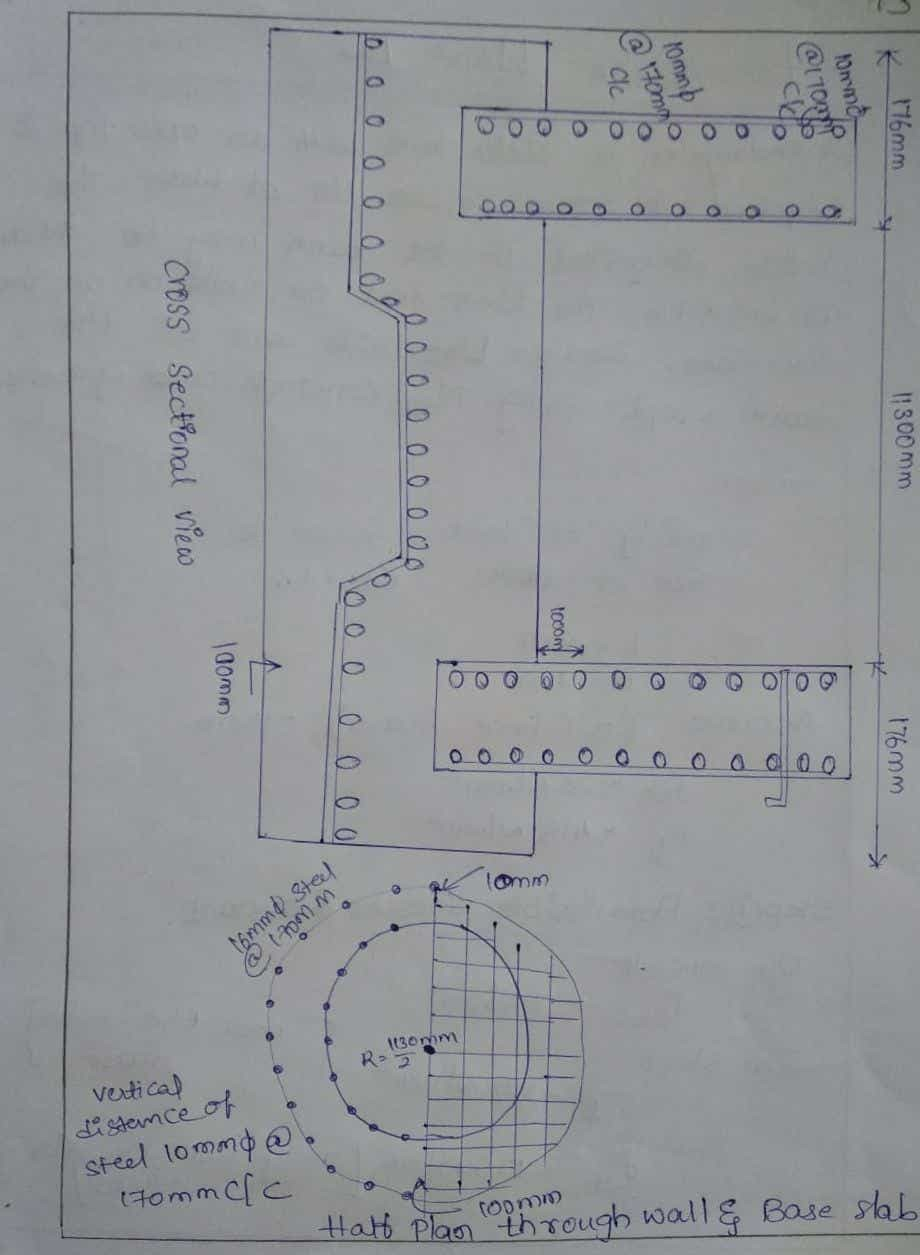 176mm
11300mm
176mm
10mmϕ
@170mm
C/C
10mmϕ
@170mm
C/C
1000m
Cross Sectional view
100mm
10mm
16mmϕ steel
@170mm
R= 1130mm/2
vertical
distance of
steel 10mmϕ @
170mm C/C
100mm
Half Plan through wall & Base slab